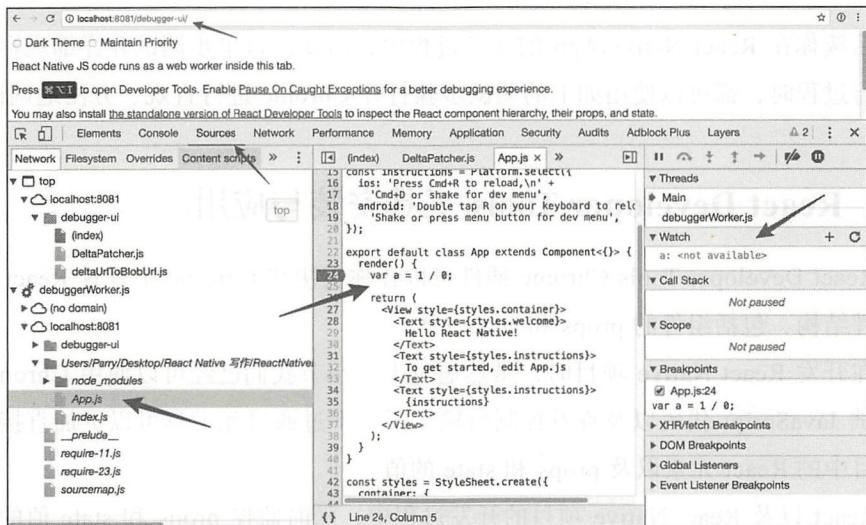 localhost:8081/debugger-ui/
Dark Theme Maintain Priority
React Native JS code runs as a web worker inside this tab.
Press ⌘⌥I to open Developer Tools. Enable Pause On Caught Exceptions for a better debugging experience.
You may also install the standalone version of React Developer Tools to inspect the React component hierarchy, their props, and state.
Elements Console Sources Network Performance Memory Application Security Audits Adblock Plus Layers 2
Network Filesystem Overrides Content scripts »
top
localhost:8081
debugger-ui
(index)
DeltaPatcher.js
deltaUrlToBlobUrl.js
debuggerWorker.js
(no domain)
localhost:8081
debugger-ui
Users/Parry/Desktop/React Native 写作/ReactNative
node_modules
App.js
index.js
__prelude__
require-11.js
require-23.js
sourcemap.js
top
(index) DeltaPatcher.js App.js × »
15 const instructions = Platform.select({
16 ios: 'Press Cmd+R to reload,\n' +
17 'Cmd+D or shake for dev menu',
18 android: 'Double tap R on your keyboard to relo
19 'Shake or press menu button for dev menu',
20 });
21
22 export default class App extends Component<{}> {
23 render() {
24 var a = 1 / 0;
25
26 return (
27 <View style={styles.container}>
28 <Text style={styles.welcome}>
29 Hello React Native!
30 </Text>
31 <Text style={styles.instructions}>
32 To get started, edit App.js
33 </Text>
34 <Text style={styles.instructions}>
35 {instructions}
36 </Text>
37 </View>
38 );
39 }
40 }
41
42 const styles = StyleSheet.create({
43 container: {
44
{} Line 24, Column 5
Threads
Main
debuggerWorker.js
Watch
a: <not available>
Call Stack
Not paused
Scope
Not paused
Breakpoints
App.js:24
var a = 1 / 0;
XHR/fetch Breakpoints
DOM Breakpoints
Global Listeners
Event Listener Breakpoints